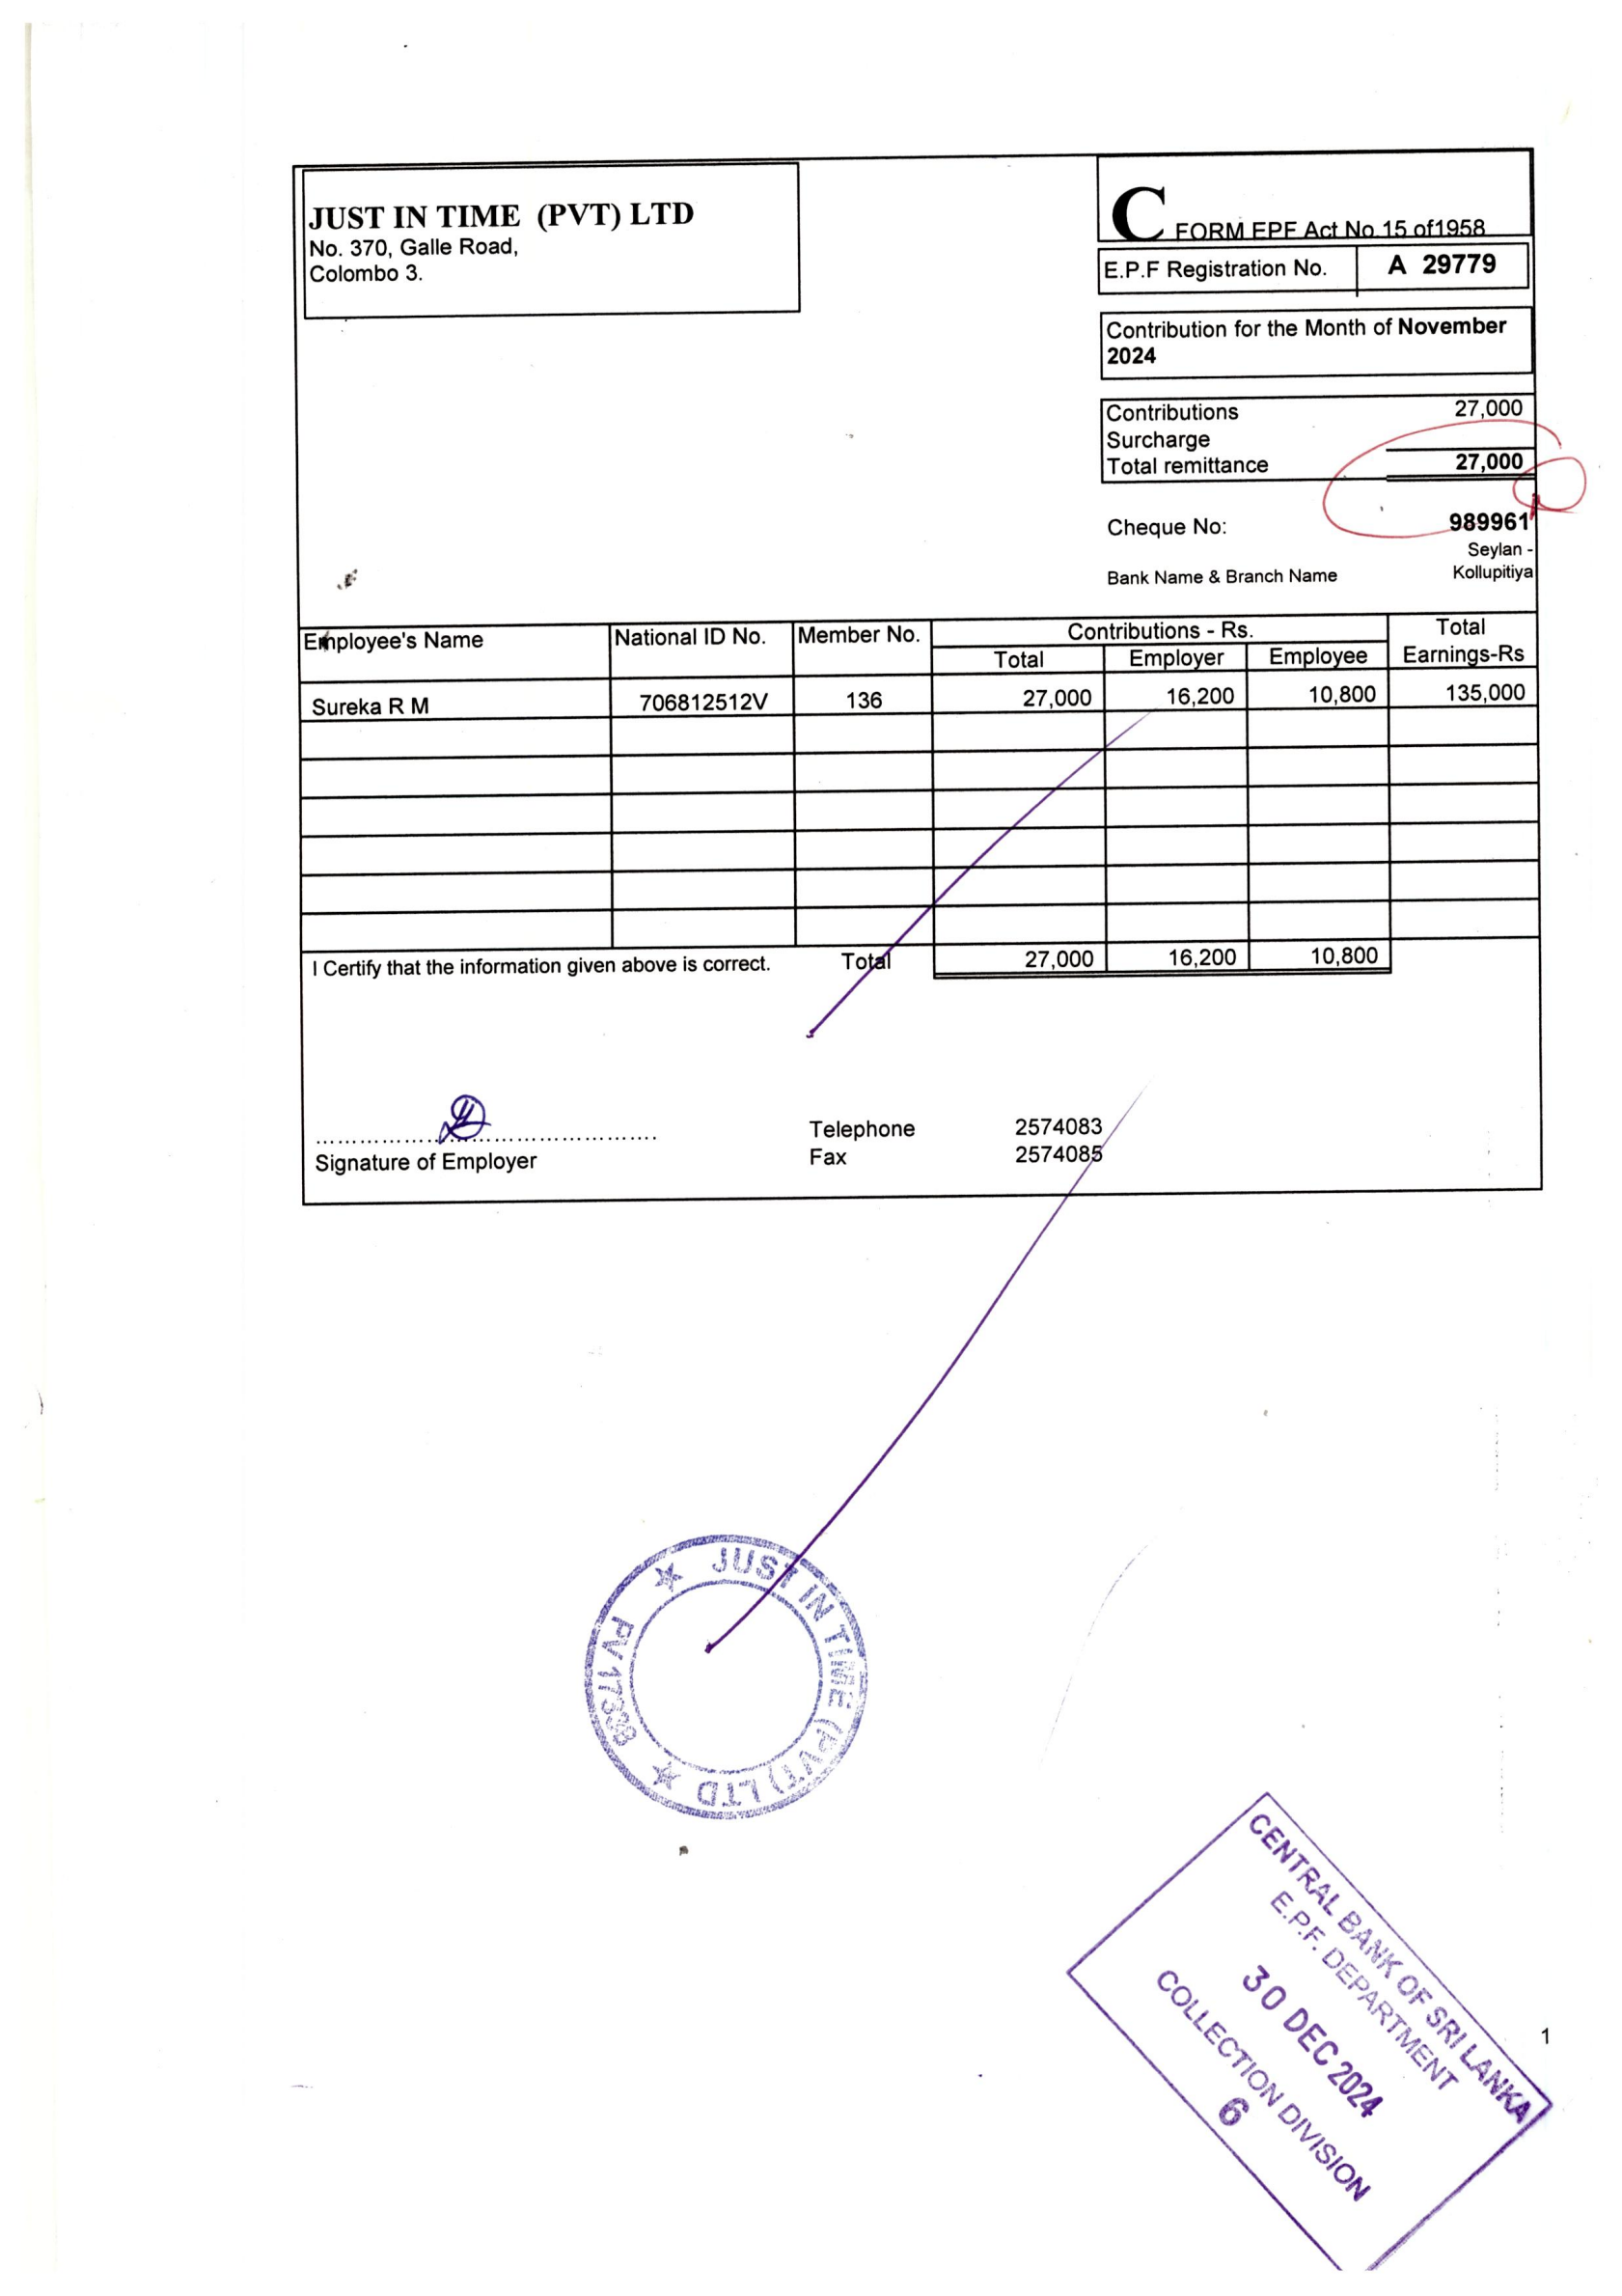 JUST IN TIME (PVT) LTD
No. 370, Galle Road,
Colombo 3.
C FORM EPF Act No.15 of1958
E.P.F Registration No. A 29779
Contribution for the Month of November
2024
Contributions 27,000
Surcharge
Total remittance 27,000
Cheque No: 989961
Seylan -
Bank Name & Branch Name Kollupitiya
Employee's Name National ID No. Member No. Contributions - Rs. Total
Total Employer Employee Earnings-Rs
Sureka R M 706812512V 136 27,000 16,200 10,800 135,000
I Certify that the information given above is correct. Total 27,000 16,200 10,800
Telephone 2574083
Signature of Employer Fax 2574085
JUST IN TIME (PVT) LTD
PV 17338
CENTRAL BANK OF SRI LANKA
E.P.F. DEPARTMENT
30 DEC 2024
COLLECTION DIVISION
6
1